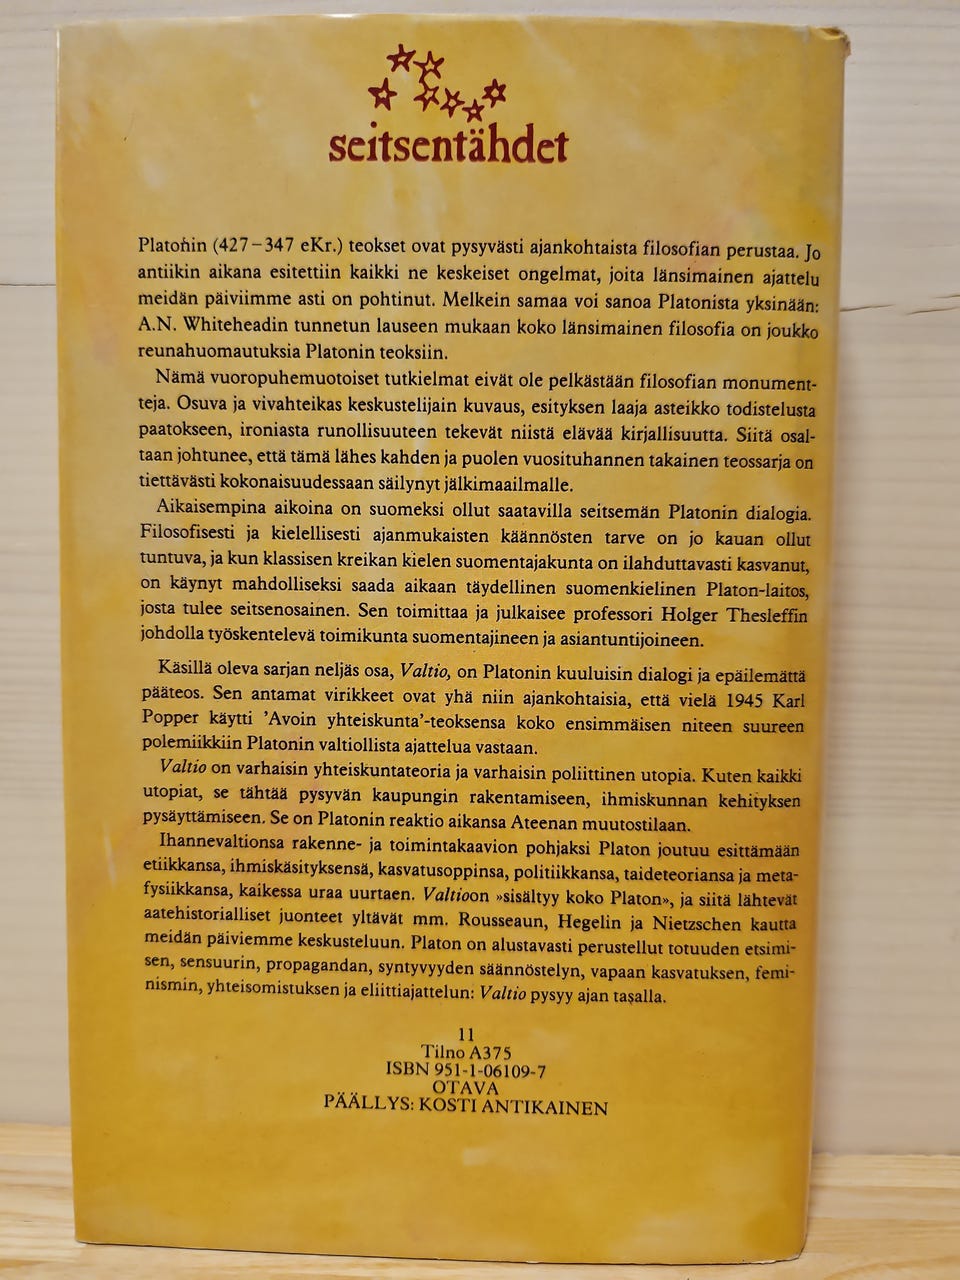 seitsentähdet
Platonin (427–347 eKr.) teokset ovat pysyvästi ajankohtaista filosofian perustaa. Jo
antiikin aikana esitettiin kaikki ne keskeiset ongelmat, joita länsimainen ajattelu
meidän päiviimme asti on pohtinut. Melkein samaa voi sanoa Platonista yksinään:
A.N. Whiteheadin tunnetun lauseen mukaan koko länsimainen filosofia on joukko
reunahuomautuksia Platonin teoksiin.
Nämä vuoropuhemuotoiset tutkielmat eivät ole pelkästään filosofian monument-
teja. Osuva ja vivahteikas keskustelijain kuvaus, esityksen laaja asteikko todistelusta
paatokseen, ironiasta runollisuuteen tekevät niistä elävää kirjallisuutta. Siitä osal-
taan johtunee, että tämä lähes kahden ja puolen vuosituhannen takainen teossarja on
tiettävästi kokonaisuudessaan säilynyt jälkimaailmalle.
Aikaisempina aikoina on suomeksi ollut saatavilla seitsemän Platonin dialogia.
Filosofisesti ja kielellisesti ajanmukaisten käännösten tarve on jo kauan ollut
tuntuva, ja kun klassisen kreikan kielen suomentajakunta on ilahduttavasti kasvanut,
on käynyt mahdolliseksi saada aikaan täydellinen suomenkielinen Platon-laitos,
josta tulee seitsenosainen. Sen toimittaa ja julkaisee professori Holger Thesleffin
johdolla työskentelevä toimikunta suomentajineen ja asiantuntijoineen.
Käsillä oleva sarjan neljäs osa, Valtio, on Platonin kuuluisin dialogi ja epäilemättä
pääteos. Sen antamat virikkeet ovat yhä niin ajankohtaisia, että vielä 1945 Karl
Popper käytti 'Avoin yhteiskunta'-teoksensa koko ensimmäisen niteen suureen
polemiikkiin Platonin valtiollista ajattelua vastaan.
Valtio on varhaisin yhteiskuntateoria ja varhaisin poliittinen utopia. Kuten kaikki
utopiat, se tähtää pysyvän kaupungin rakentamiseen, ihmiskunnan kehityksen
pysäyttämiseen. Se on Platonin reaktio aikansa Ateenan muutostilaan.
Ihannevaltionsa rakenne- ja toimintakaavion pohjaksi Platon joutuu esittämään
etiikkansa, ihmiskäsityksensä, kasvatusoppinsa, politiikkansa, taideteoriansa ja meta-
fysiikkansa, kaikessa uraa uurtaen. Valtioon »sisältyy koko Platon», ja siitä lähtevät
aatehistorialliset juonteet yltävät mm. Rousseaun, Hegelin ja Nietzschen kautta
meidän päiviemme keskusteluun. Platon on alustavasti perustellut totuuden etsimi-
sen, sensuurin, propagandan, syntyvyyden säännöstelyn, vapaan kasvatuksen, femi-
nismin, yhteisomistuksen ja eliittiajattelun: Valtio pysyy ajan tasalla.
11
Tilno A375
ISBN 951-1-06109-7
OTAVA
PÄÄLLYS: KOSTI ANTIKAINEN